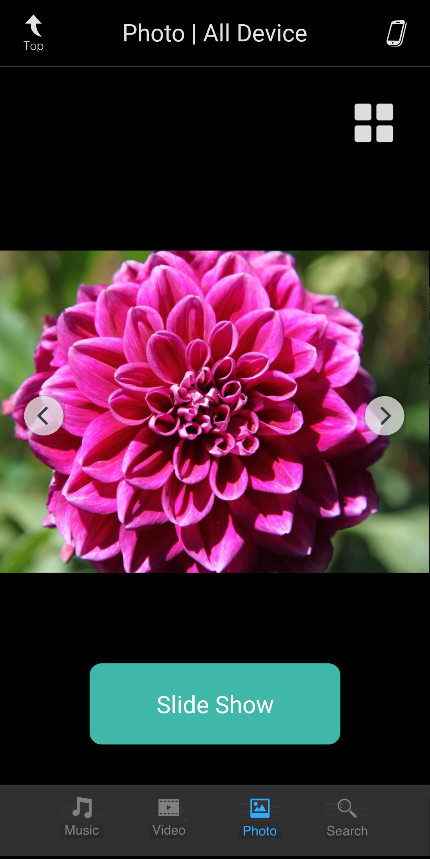 Top
Photo | All Device
Slide Show
Music
Video
Photo
Search